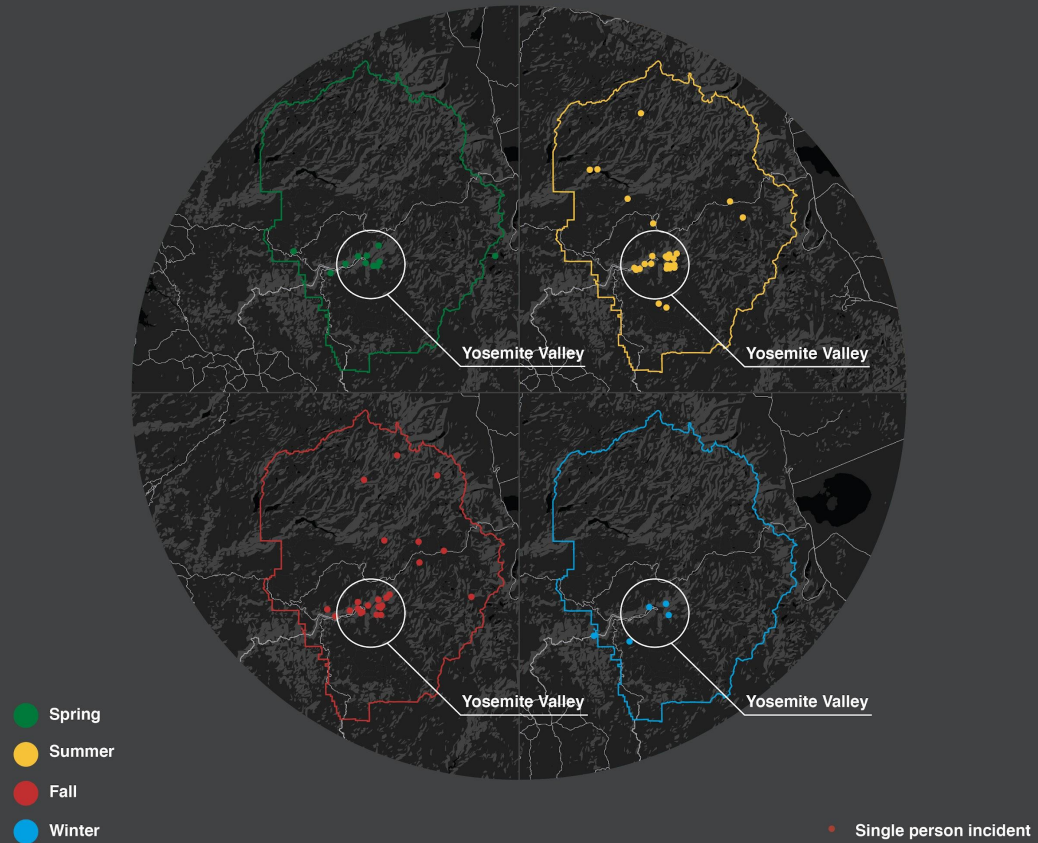 Yosemite Valley
Yosemite Valley
Yosemite Valley
Yosemite Valley
Spring
Summer
Fall
Winter
Single person incident